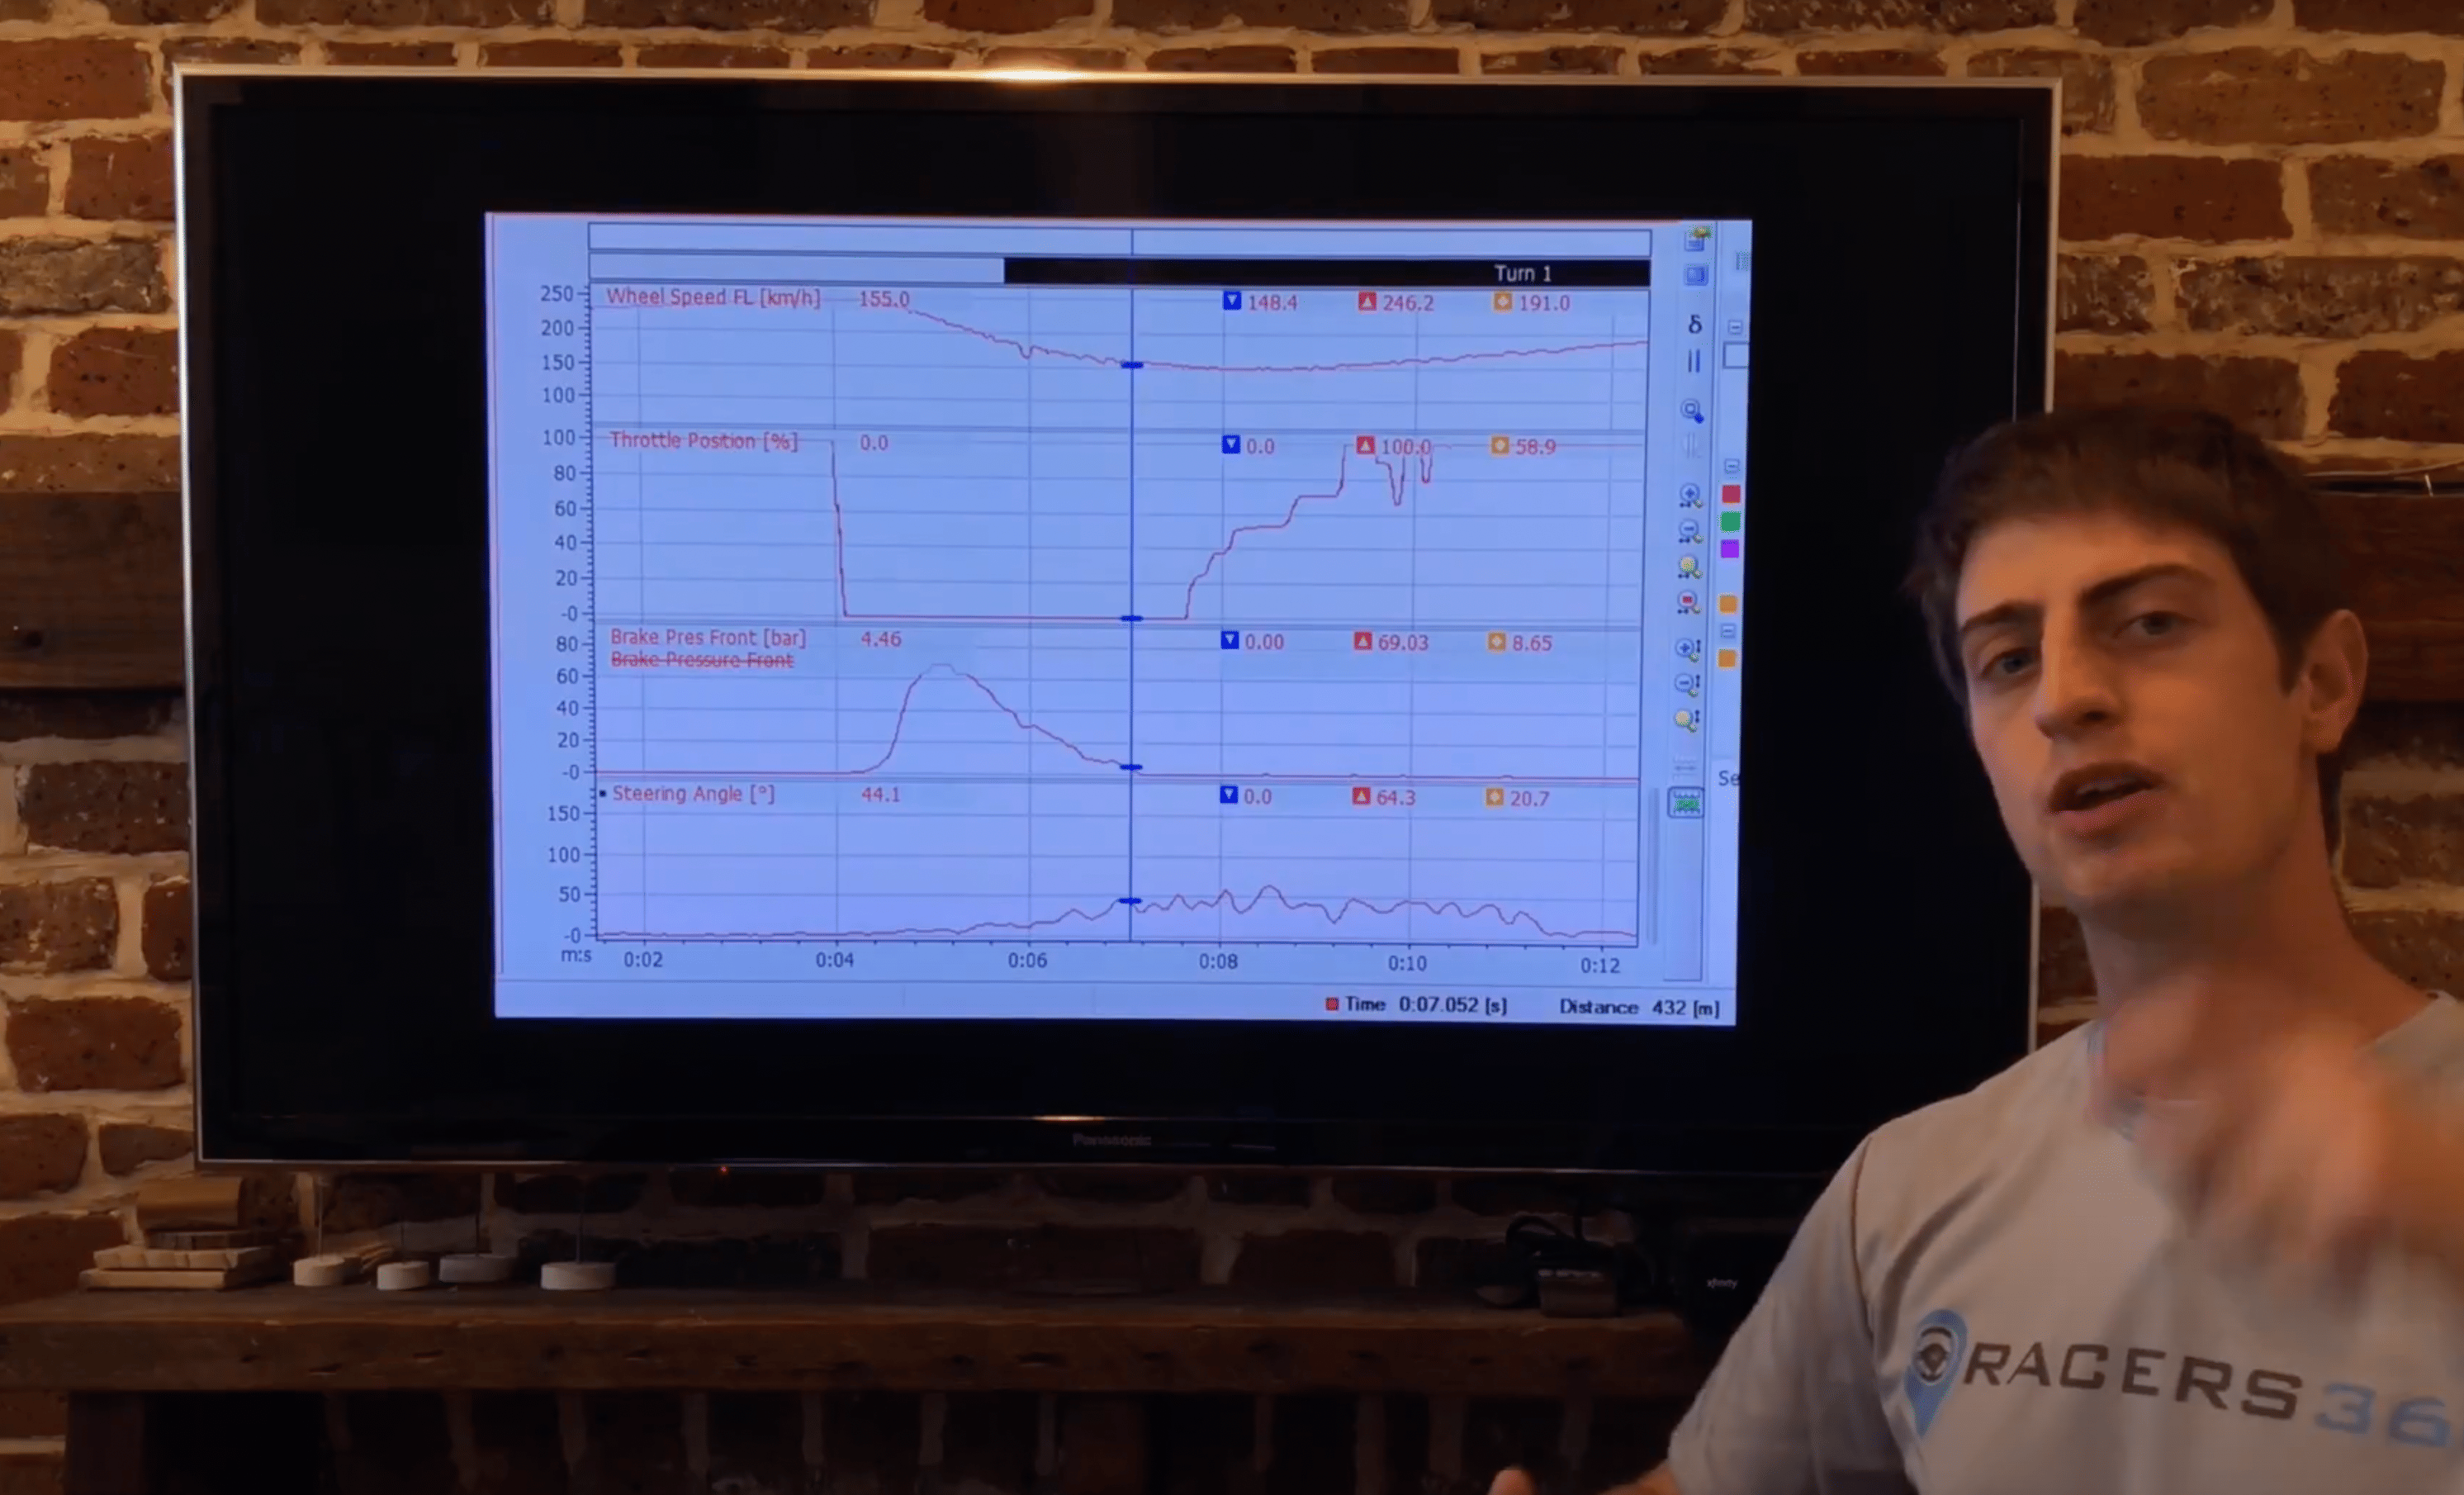 Turn 1
250 Wheel Speed FL [km/h] 155.0 148.4 246.2 191.0
200
150
100
100 Throttle Position [%] 0.0 0.0 100.0 58.9
80
60
40
20
-0
80 Brake Pres Front [bar] 4.46 0.00 69.03 8.65
Brake Pressure Front
60
40
20
-0
Steering Angle [°] 44.1 0.0 64.3 20.7
150
100
50
-0
m:s 0:02 0:04 0:06 0:08 0:10 0:12
Time 0:07.052 [s] Distance 432 [m]
δ
Se
Panasonic
xfinity
RACERS 36